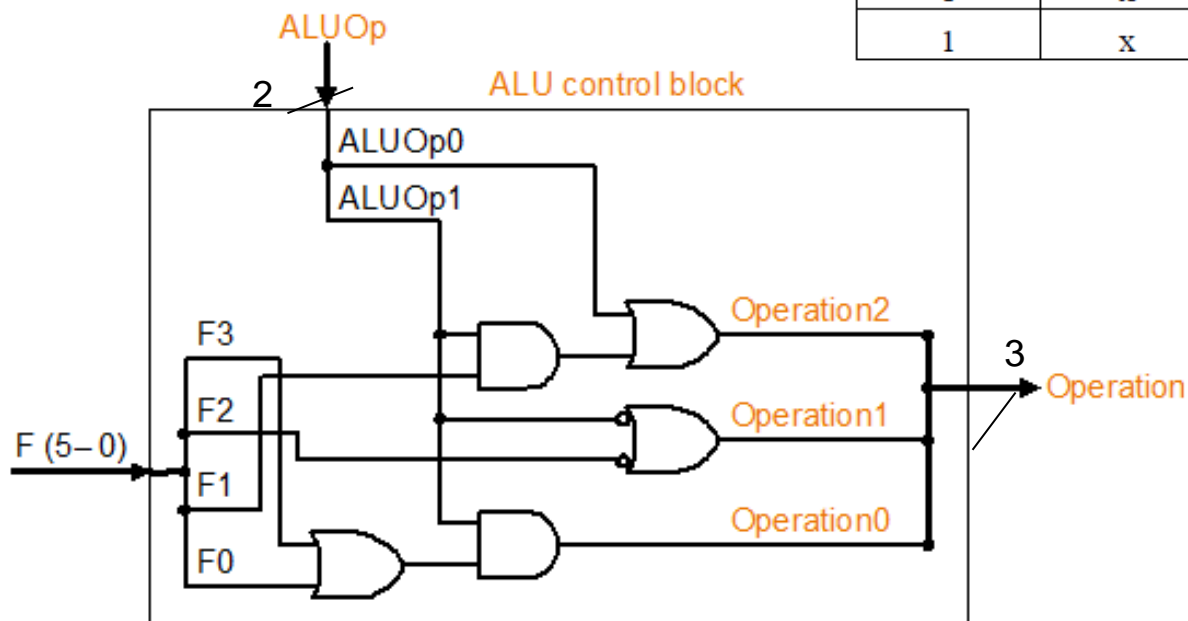 ALUOp
1 x
2
ALU control block
ALUOp0
ALUOp1
F3
Operation2
3
Operation
F2
Operation1
F (5–0)
F1
Operation0
F0